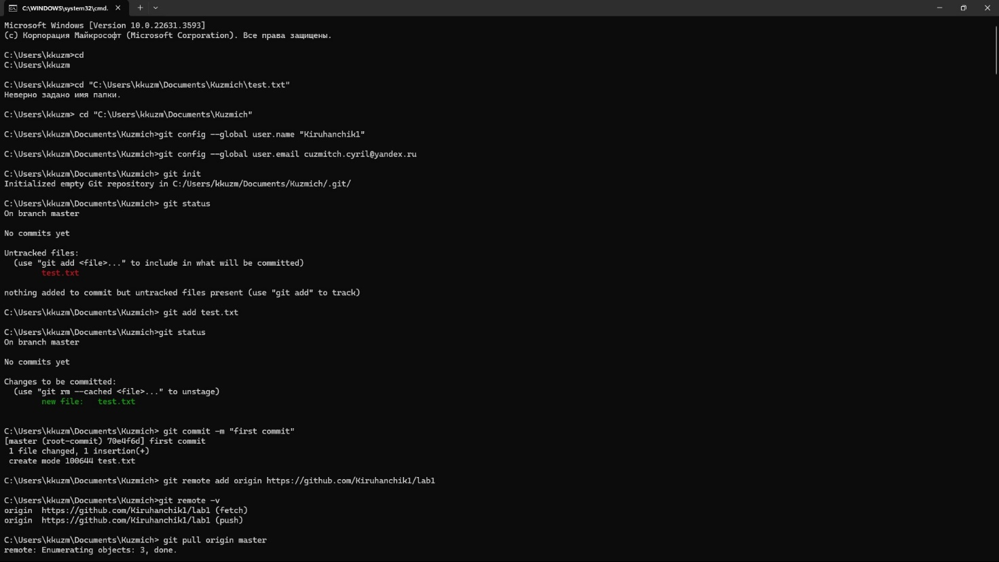 C:\WINDOWS\system32\cmd.
Microsoft Windows [Version 10.0.22631.3593]
(c) Корпорация Майкрософт (Microsoft Corporation). Все права защищены.
C:\Users\kkuzm>cd
C:\Users\kkuzm
C:\Users\kkuzm>cd "C:\Users\kkuzm\Documents\Kuzmich\test.txt"
Неверно задано имя папки.
C:\Users\kkuzm> cd "C:\Users\kkuzm\Documents\Kuzmich"
C:\Users\kkuzm\Documents\Kuzmich>git config --global user.name "Kiruhanchik1"
C:\Users\kkuzm\Documents\Kuzmich>git config --global user.email cuzmitch.cyril@yandex.ru
C:\Users\kkuzm\Documents\Kuzmich> git init
Initialized empty Git repository in C:/Users/kkuzm/Documents/Kuzmich/.git/
C:\Users\kkuzm\Documents\Kuzmich> git status
On branch master
No commits yet
Untracked files:
  (use "git add <file>..." to include in what will be committed)
        test.txt
nothing added to commit but untracked files present (use "git add" to track)
C:\Users\kkuzm\Documents\Kuzmich> git add test.txt
C:\Users\kkuzm\Documents\Kuzmich>git status
On branch master
No commits yet
Changes to be committed:
  (use "git rm --cached <file>..." to unstage)
        new file:   test.txt
C:\Users\kkuzm\Documents\Kuzmich> git commit -m "first commit"
[master (root-commit) 70e4f6d] first commit
 1 file changed, 1 insertion(+)
 create mode 100644 test.txt
C:\Users\kkuzm\Documents\Kuzmich> git remote add origin https://github.com/Kiruhanchik1/lab1
C:\Users\kkuzm\Documents\Kuzmich>git remote -v
origin  https://github.com/Kiruhanchik1/lab1 (fetch)
origin  https://github.com/Kiruhanchik1/lab1 (push)
C:\Users\kkuzm\Documents\Kuzmich> git pull origin master
remote: Enumerating objects: 3, done.